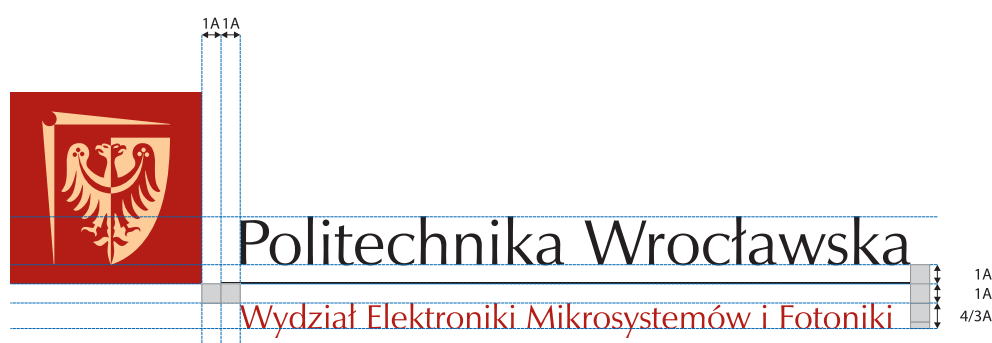 1A 1A
Politechnika Wrocławska
1A
1A
Wydział Elektroniki Mikrosystemów i Fotoniki
4/3A